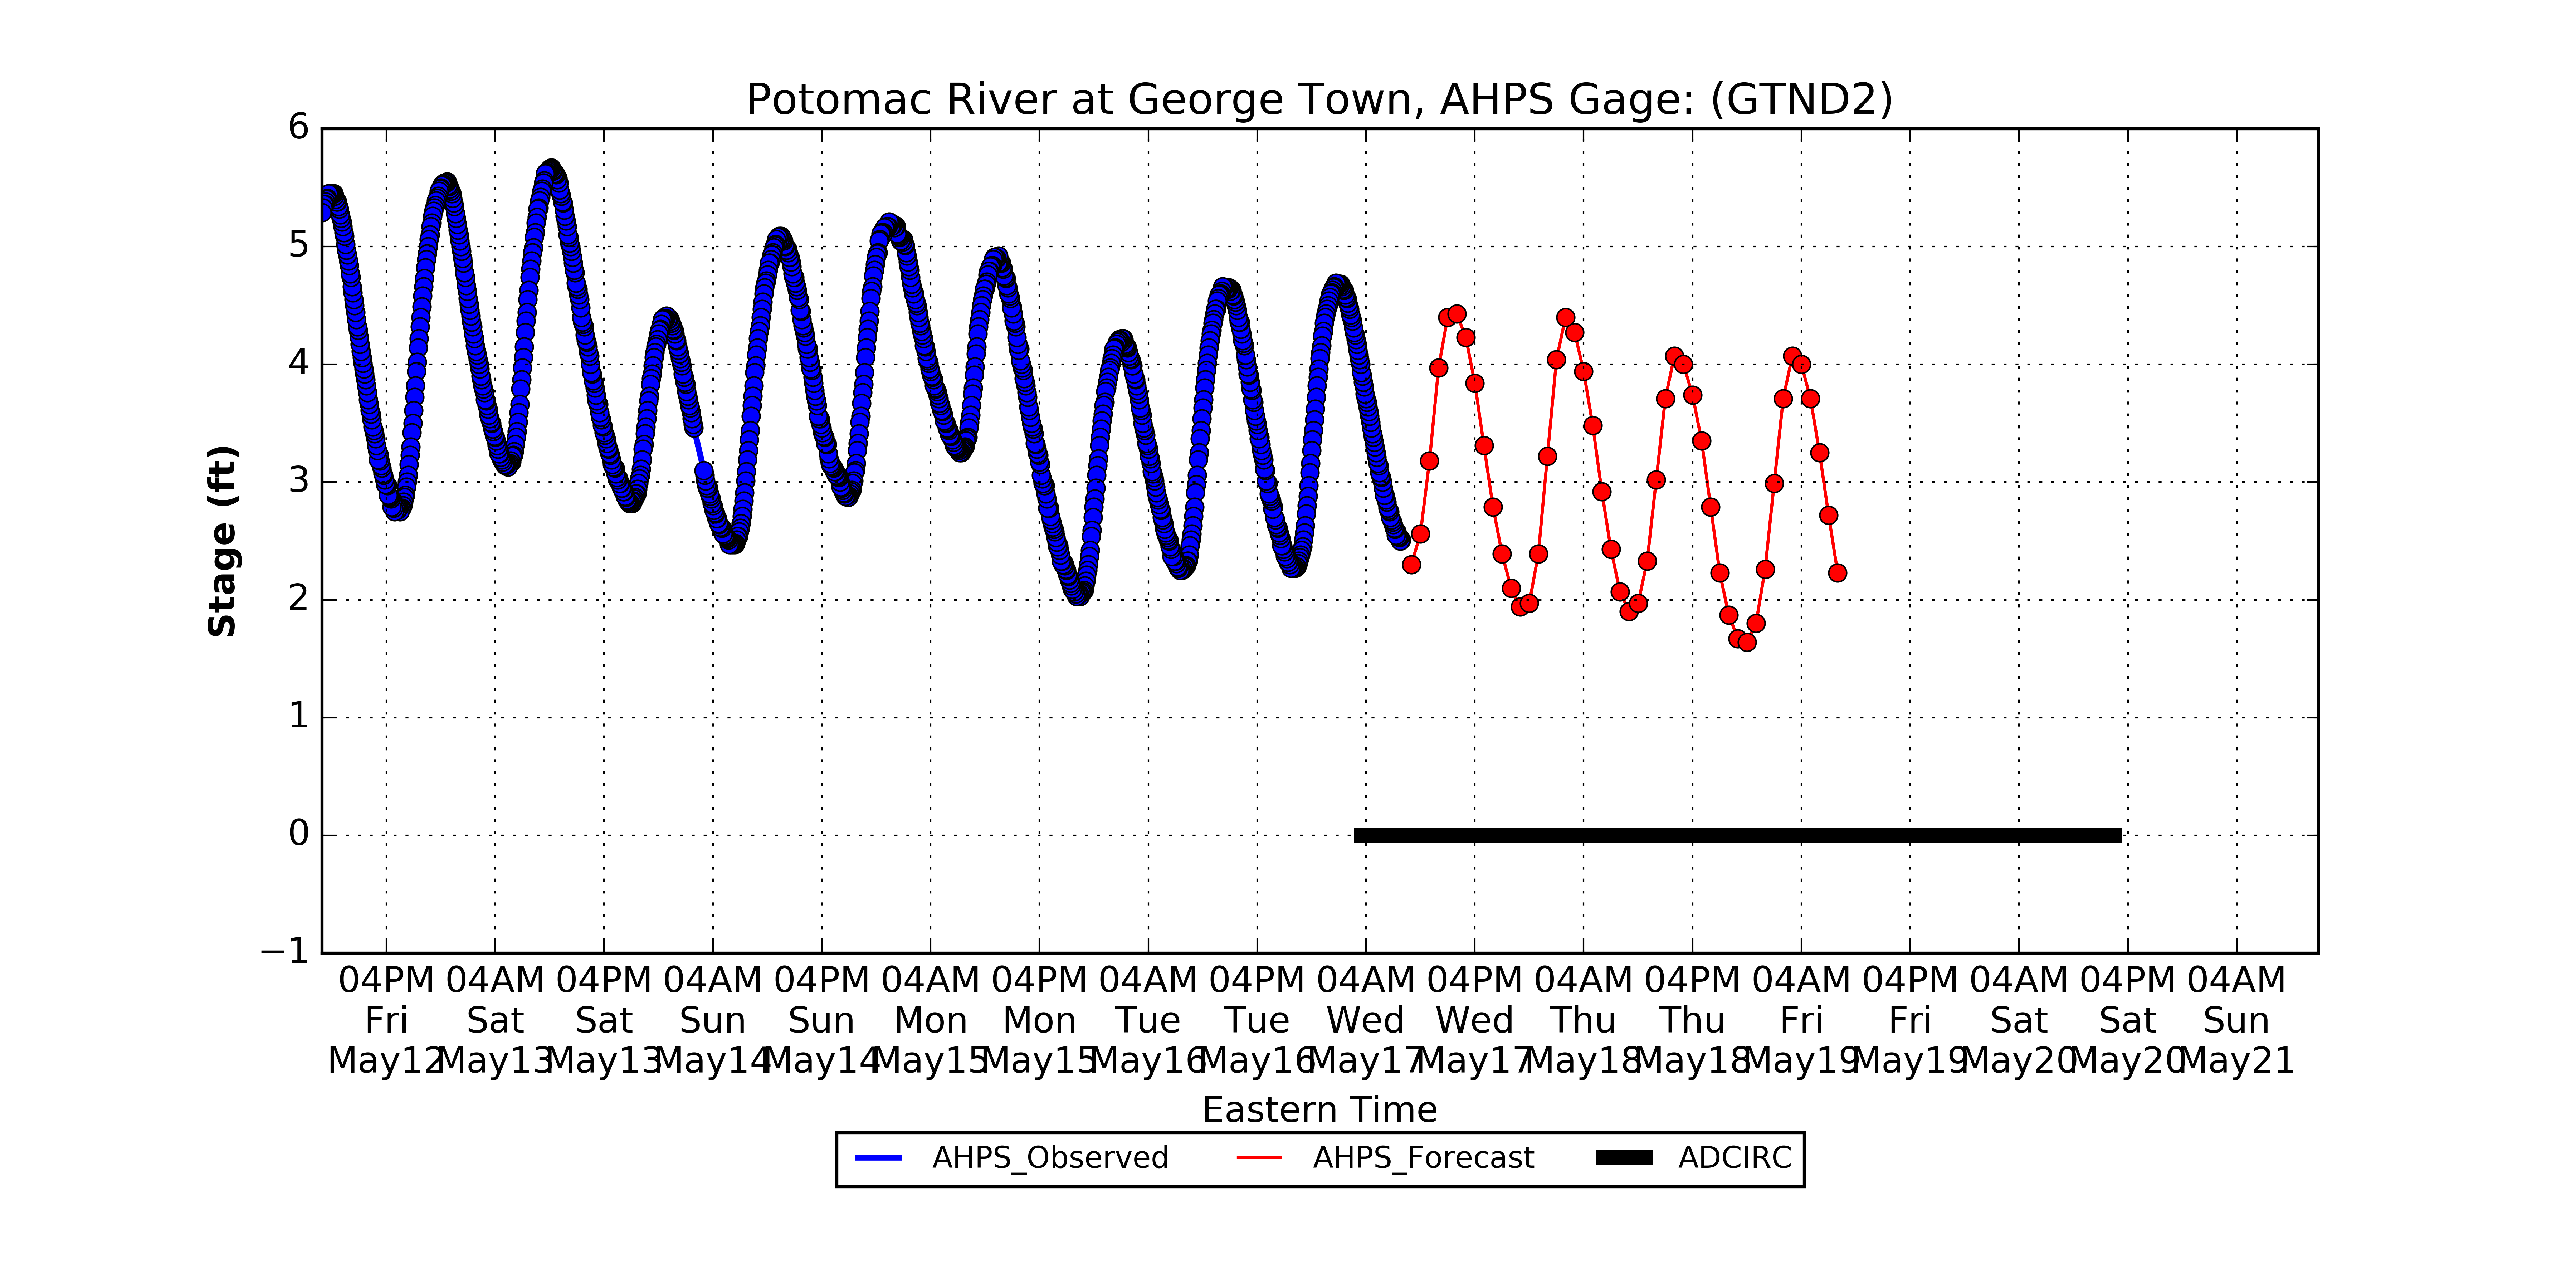 Potomac River at George Town, AHPS Gage: (GTND2)
6
5
4
3
2
1
0
−1
Stage (ft)
04PM 04AM 04PM 04AM 04PM 04AM 04PM 04AM 04PM 04AM 04PM 04AM 04PM 04AM 04PM 04AM 04PM 04AM
Fri Sat Sat Sun Sun Mon Mon Tue Tue Wed Wed Thu Thu Fri Fri Sat Sat Sun
May12 May13 May13 May14 May14 May15 May15 May16 May16 May17 May17 May18 May18 May19 May19 May20 May20 May21
Eastern Time
AHPS_Observed AHPS_Forecast ADCIRC